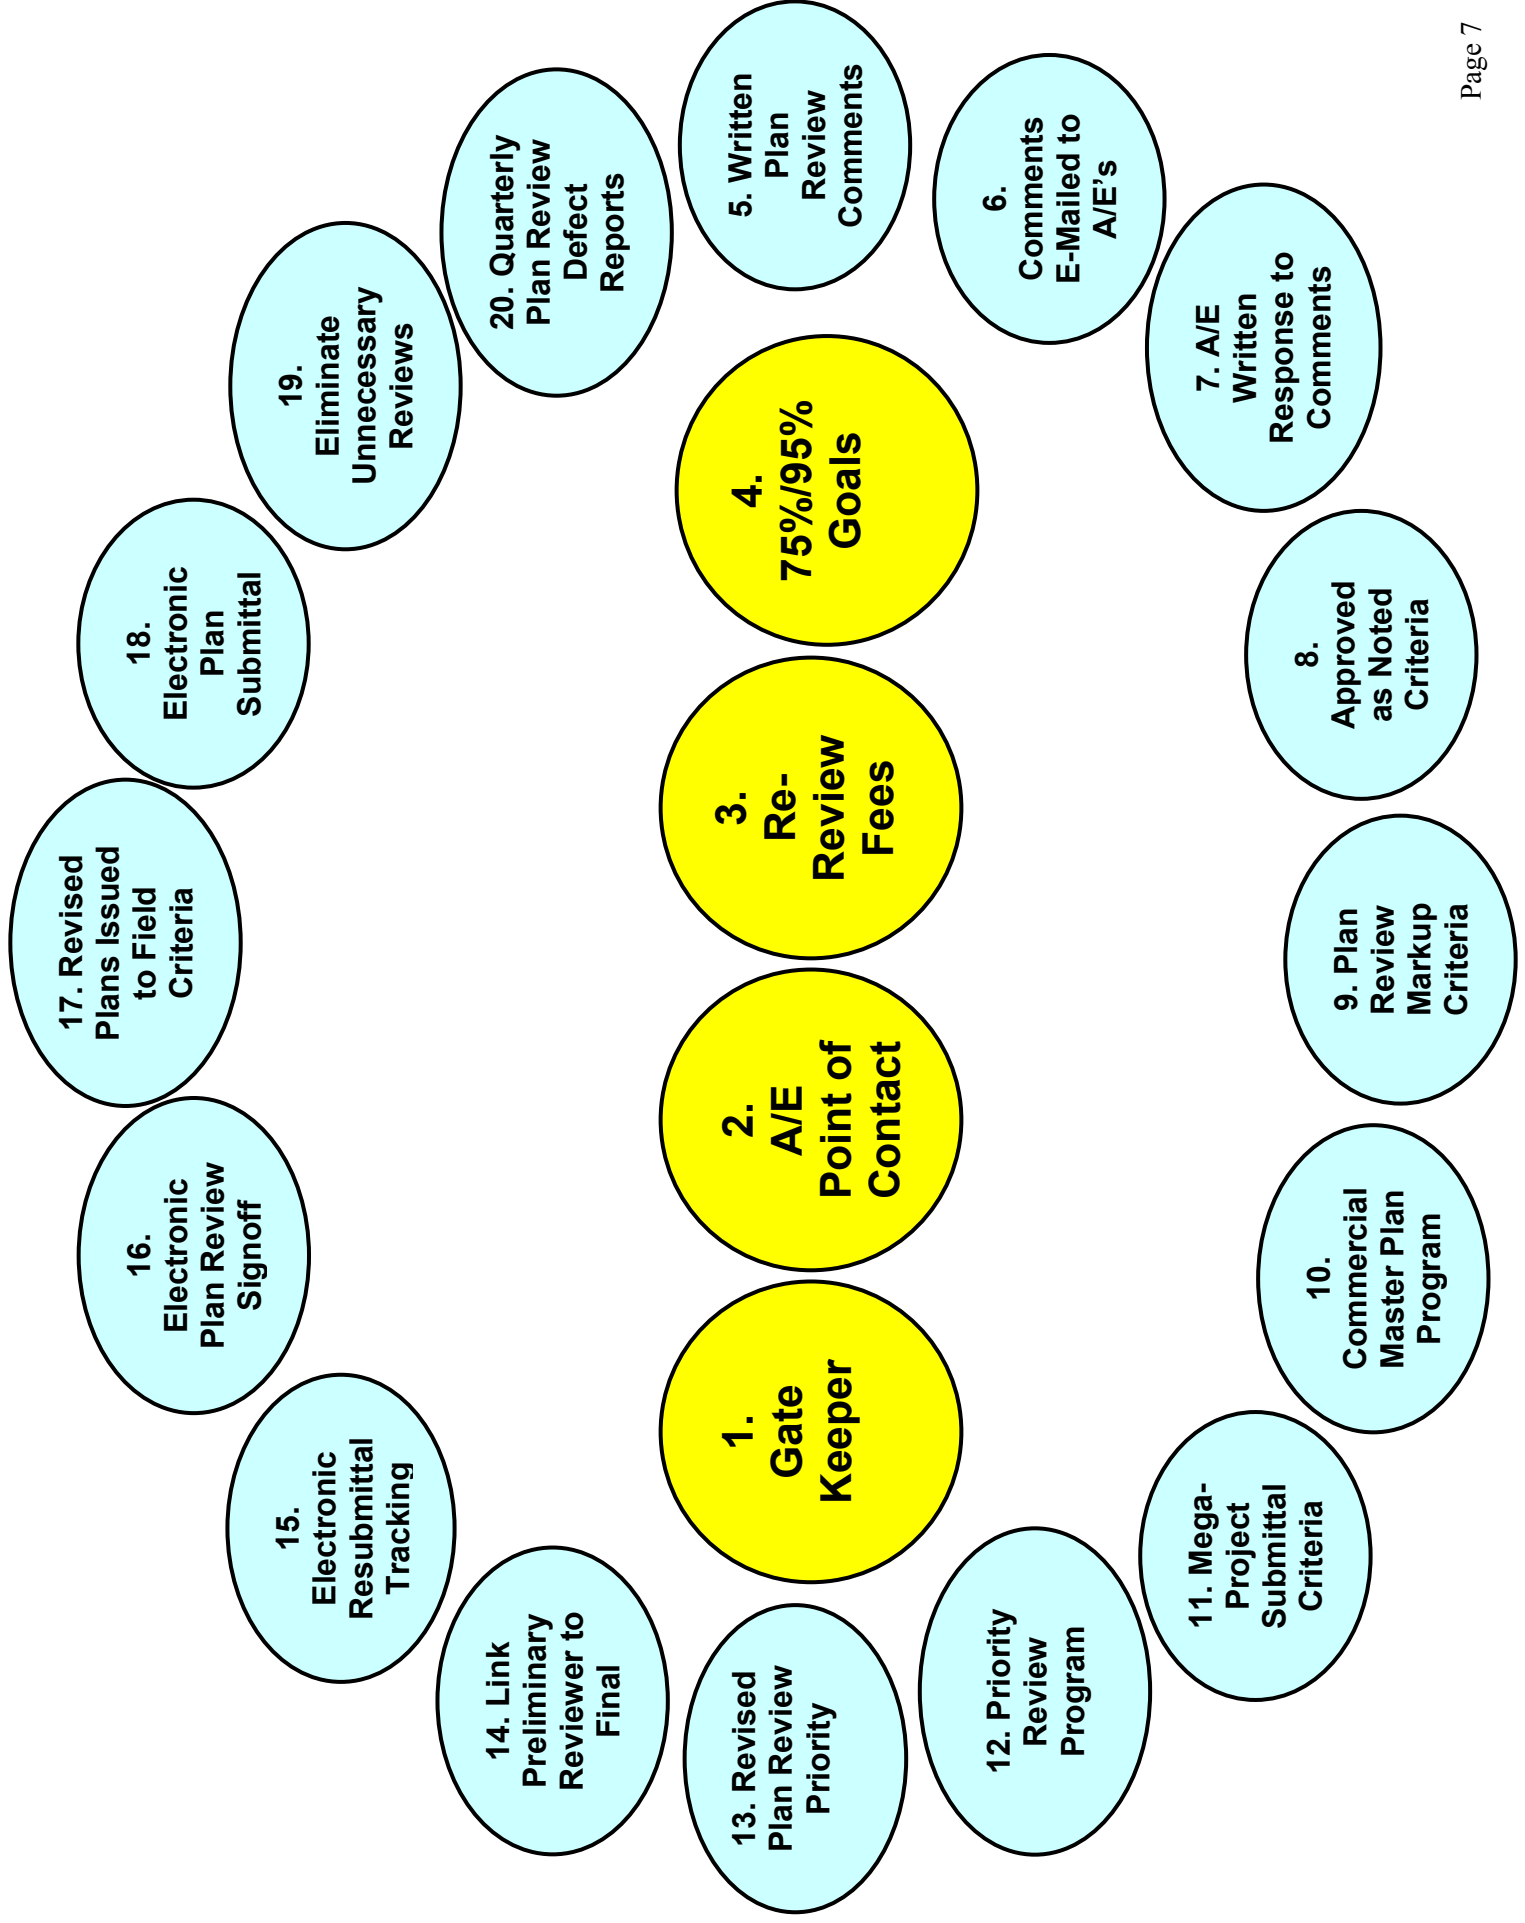 1.
Gate
Keeper
2.
A/E
Point of
Contact
3.
Re-
Review
Fees
4.
75%/95%
Goals
5. Written
Plan
Review
Comments
6.
Comments
E-Mailed to
A/E’s
7. A/E
Written
Response to
Comments
8.
Approved
as Noted
Criteria
9. Plan
Review
Markup
Criteria
10.
Commercial
Master Plan
Program
11. Mega-
Project
Submittal
Criteria
12. Priority
Review
Program
13. Revised
Plan Review
Priority
14. Link
Preliminary
Reviewer to
Final
15.
Electronic
Resubmittal
Tracking
16.
Electronic
Plan Review
Signoff
17. Revised
Plans Issued
to Field
Criteria
18.
Electronic
Plan
Submittal
19.
Eliminate
Unnecessary
Reviews
20. Quarterly
Plan Review
Defect
Reports
Page 7